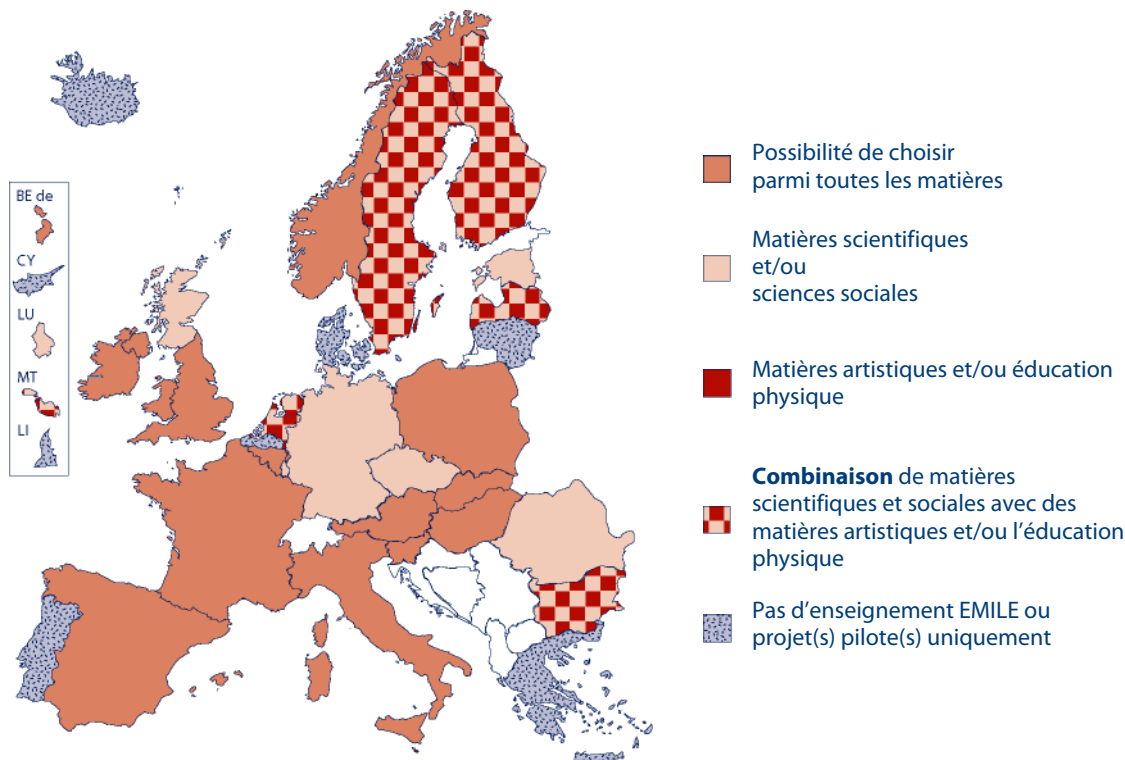 BE de
CY
LU
MT
LI
Possibilité de choisir
parmi toutes les matières
Matières scientifiques
et/ou
sciences sociales
Matières artistiques et/ou éducation
physique
Combinaison de matières
scientifiques et sociales avec des
matières artistiques et/ou l’éducation
physique
Pas d’enseignement EMILE ou
projet(s) pilote(s) uniquement